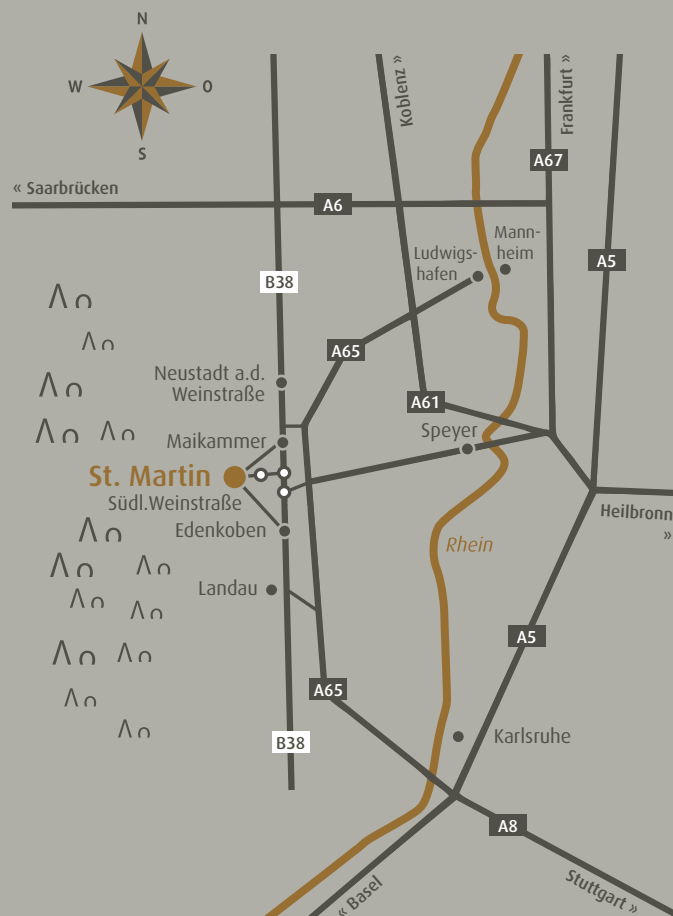 N
W
O
S
Koblenz »
Frankfurt »
A67
« Saarbrücken
A6
Mann-
heim
Ludwigs-
hafen
A5
B38
A65
Neustadt a.d.
Weinstraße
A61
Speyer
Maikammer
St. Martin
Südl.Weinstraße
Edenkoben
Heilbronn
»
Rhein
Landau
A5
A65
B38
Karlsruhe
A8
« Basel
Stuttgart »